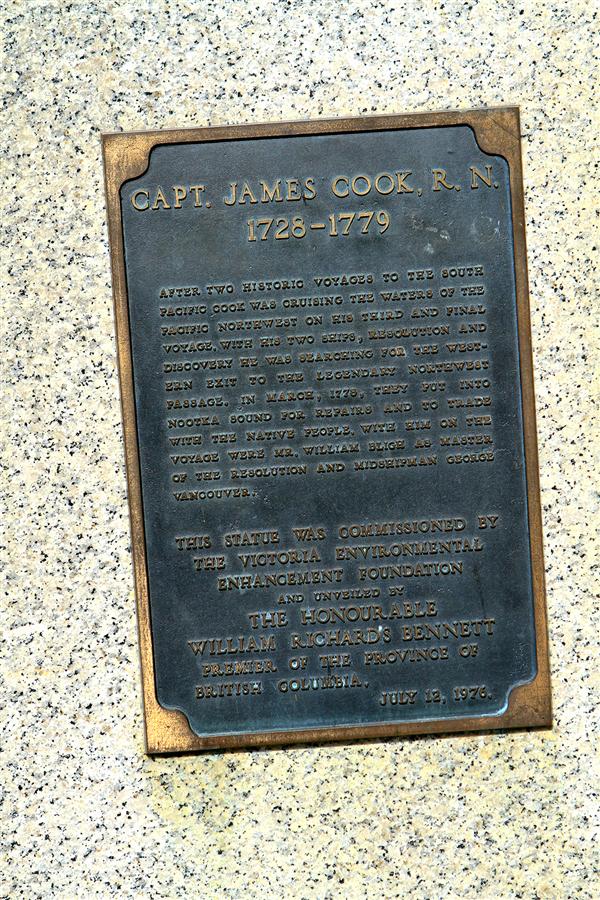 CAPT. JAMES COOK, R. N.
1728-1779
AFTER TWO HISTORIC VOYAGES TO THE SOUTH
PACIFIC COOK WAS CRUISING THE WATERS OF THE
PACIFIC NORTHWEST ON HIS THIRD AND FINAL
VOYAGE, WITH HIS TWO SHIPS, RESOLUTION AND
DISCOVERY HE WAS SEARCHING FOR THE WEST-
ERN EXIT TO THE LEGENDARY NORTHWEST
PASSAGE. IN MARCH, 1778, THEY PUT INTO
NOOTKA SOUND FOR REPAIRS AND TO TRADE
WITH THE NATIVE PEOPLE. WITH HIM ON THE
VOYAGE WERE MR. WILLIAM BLIGH AS MASTER
OF THE RESOLUTION AND MIDSHIPMAN GEORGE
VANCOUVER.
THIS STATUE WAS COMMISSIONED BY
THE VICTORIA ENVIRONMENTAL
ENHANCEMENT FOUNDATION
AND UNVEILED BY
THE HONOURABLE
WILLIAM RICHARDS BENNETT
PREMIER OF THE PROVINCE OF
BRITISH COLUMBIA.
JULY 12, 1976.